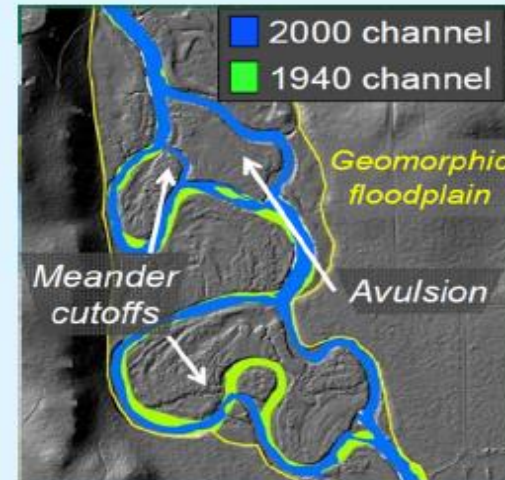 2000 channel
1940 channel
Geomorphic
floodplain
Meander
cutoffs
Avulsion